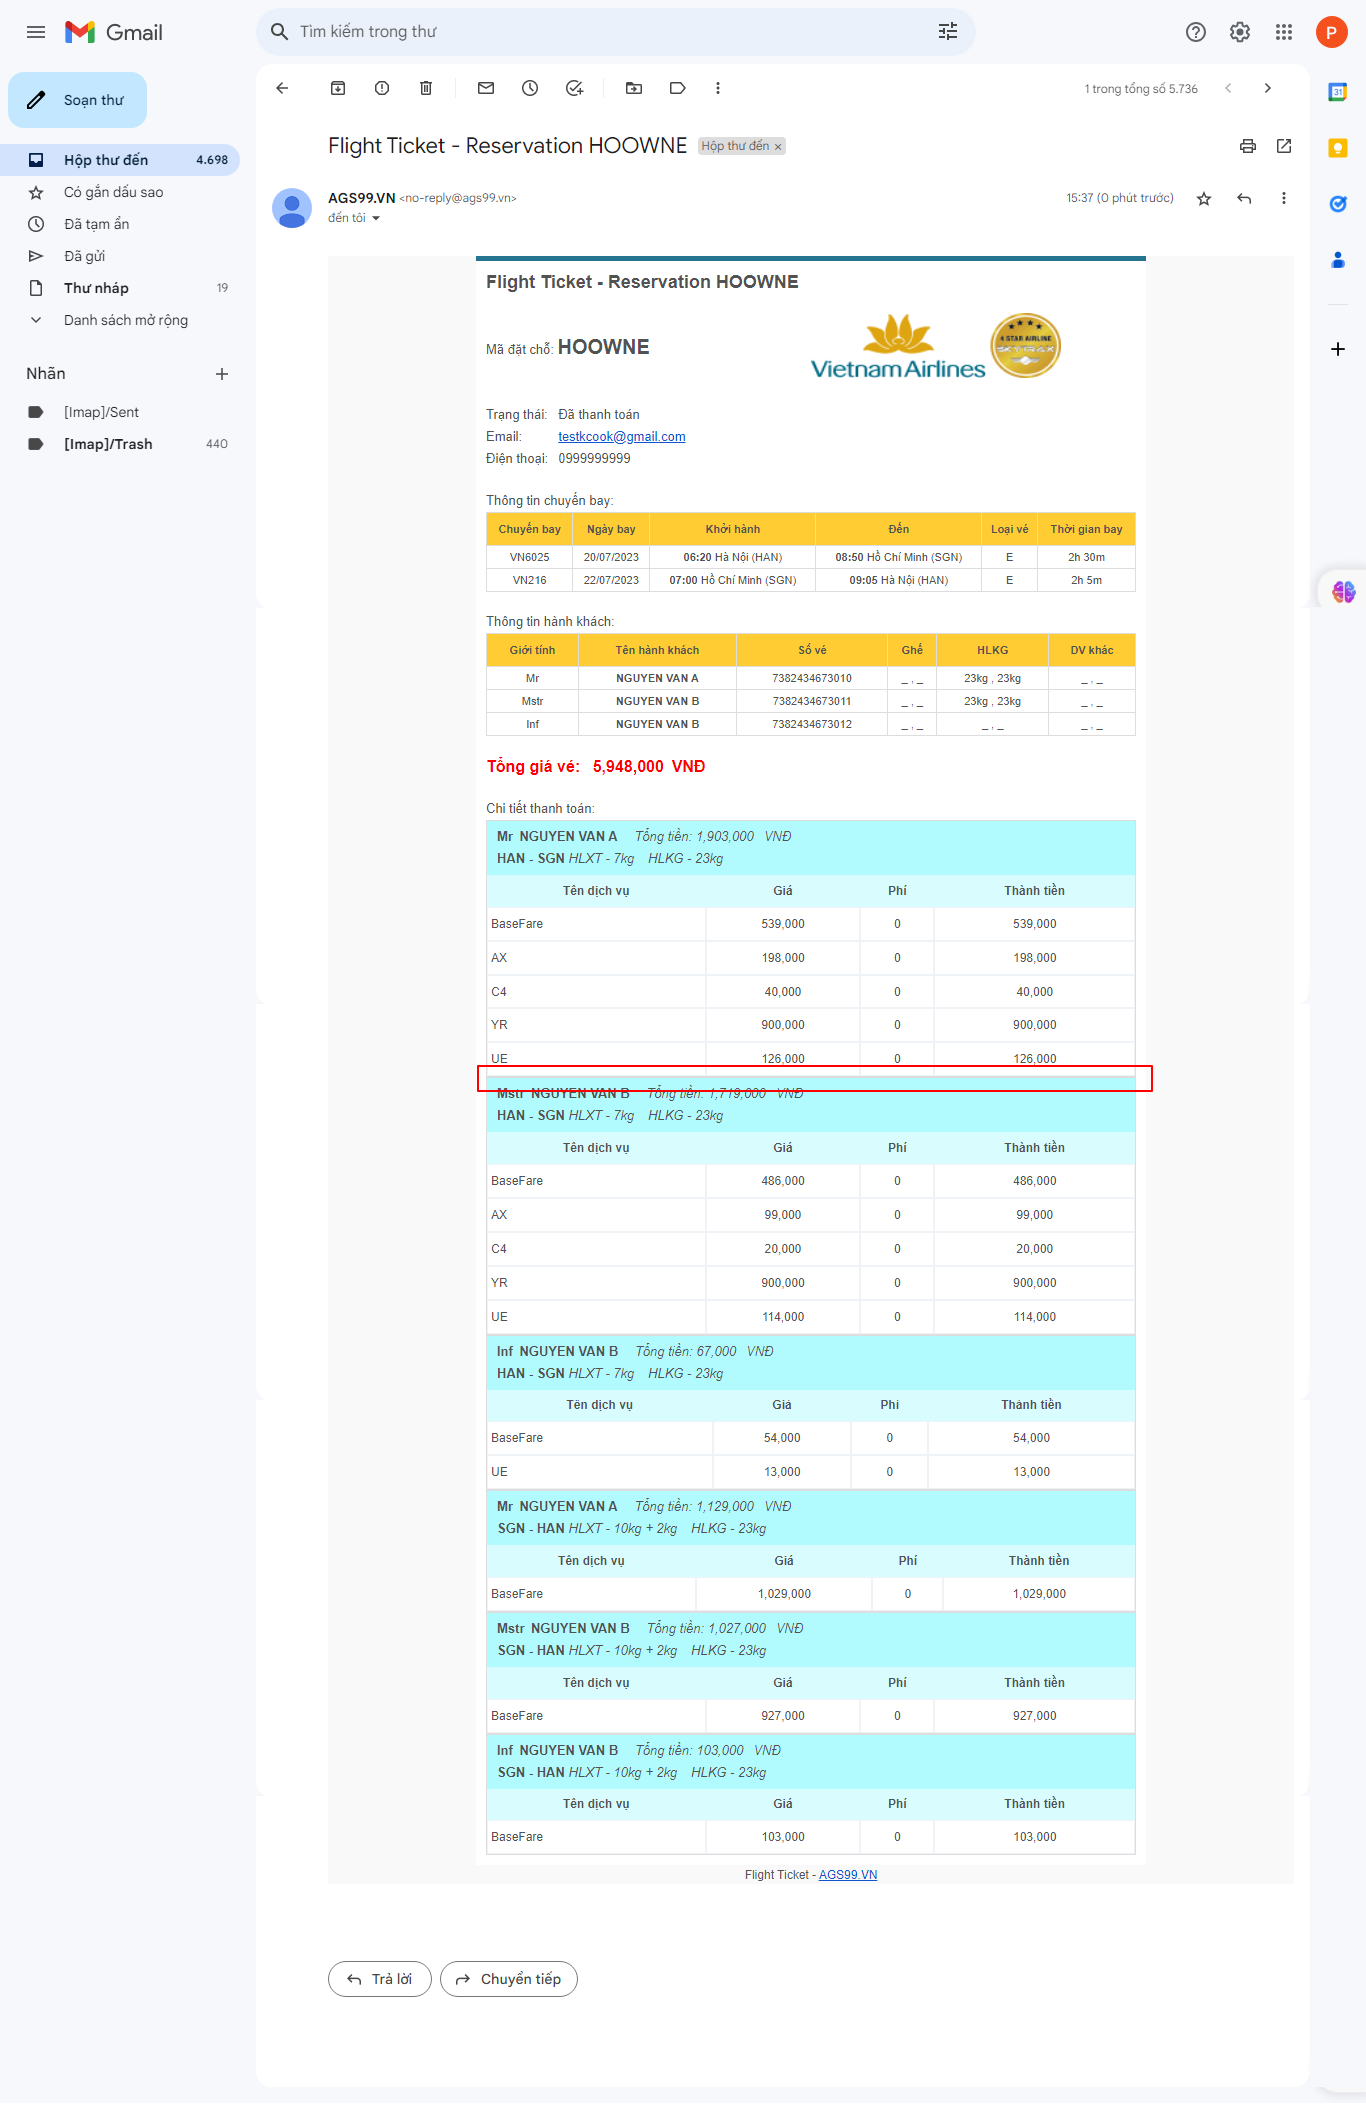 Gmail
Tìm kiếm trong thư
P
Soạn thư
1 trong tổng số 5.736
31
Hộp thư đến 4.698
Có gắn dấu sao
Đã tạm ẩn
Đã gửi
Thư nháp 19
Danh sách mở rộng
Nhãn
[Imap]/Sent
[Imap]/Trash 440
Flight Ticket - Reservation HOOWNE Hộp thư đến ×
AGS99.VN <no-reply@ags99.vn> 15:37 (0 phút trước)
đến tôi
Flight Ticket - Reservation HOOWNE
Mã đặt chỗ: HOOWNE
Vietnam Airlines
4 STAR AIRLINE
SKYTRAX
Trạng thái: Đã thanh toán
Email: testkcook@gmail.com
Điện thoại: 0999999999
Thông tin chuyến bay:
Chuyến bay Ngày bay Khởi hành Đến Loại vé Thời gian bay
VN6025 20/07/2023 06:20 Hà Nội (HAN) 08:50 Hồ Chí Minh (SGN) E 2h 30m
VN216 22/07/2023 07:00 Hồ Chí Minh (SGN) 09:05 Hà Nội (HAN) E 2h 5m
Thông tin hành khách:
Giới tính Tên hành khách Số vé Ghế HLKG DV khác
Mr NGUYEN VAN A 7382434673010 _ , _ 23kg , 23kg _ , _
Mstr NGUYEN VAN B 7382434673011 _ , _ 23kg , 23kg _ , _
Inf NGUYEN VAN B 7382434673012 _ , _ _ , _ _ , _
Tổng giá vé: 5,948,000 VNĐ
Chi tiết thanh toán:
Mr NGUYEN VAN A Tổng tiền: 1,903,000 VNĐ
HAN - SGN HLXT - 7kg HLKG - 23kg
Tên dịch vụ Giá Phí Thành tiền
BaseFare 539,000 0 539,000
AX 198,000 0 198,000
C4 40,000 0 40,000
YR 900,000 0 900,000
UE 126,000 0 126,000
Mstr NGUYEN VAN B Tổng tiền: 1,719,000 VNĐ
HAN - SGN HLXT - 7kg HLKG - 23kg
Tên dịch vụ Giá Phí Thành tiền
BaseFare 486,000 0 486,000
AX 99,000 0 99,000
C4 20,000 0 20,000
YR 900,000 0 900,000
UE 114,000 0 114,000
Inf NGUYEN VAN B Tổng tiền: 67,000 VNĐ
HAN - SGN HLXT - 7kg HLKG - 23kg
Tên dịch vụ Giá Phí Thành tiền
BaseFare 54,000 0 54,000
UE 13,000 0 13,000
Mr NGUYEN VAN A Tổng tiền: 1,129,000 VNĐ
SGN - HAN HLXT - 10kg + 2kg HLKG - 23kg
Tên dịch vụ Giá Phí Thành tiền
BaseFare 1,029,000 0 1,029,000
Mstr NGUYEN VAN B Tổng tiền: 1,027,000 VNĐ
SGN - HAN HLXT - 10kg + 2kg HLKG - 23kg
Tên dịch vụ Giá Phí Thành tiền
BaseFare 927,000 0 927,000
Inf NGUYEN VAN B Tổng tiền: 103,000 VNĐ
SGN - HAN HLXT - 10kg + 2kg HLKG - 23kg
Tên dịch vụ Giá Phí Thành tiền
BaseFare 103,000 0 103,000
Flight Ticket - AGS99.VN
Trả lời
Chuyển tiếp